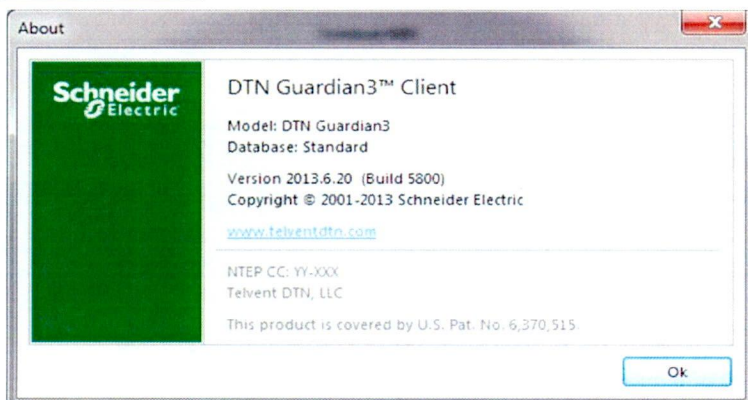 About
Schneider
Electric
DTN Guardian3™ Client
Model: DTN Guardian3
Database: Standard
Version 2013.6.20 (Build 5800)
Copyright © 2001-2013 Schneider Electric
www.telventdtn.com
NTEP CC: YY-XXX
Telvent DTN, LLC
This product is covered by U.S. Pat. No. 6,370,515.
Ok